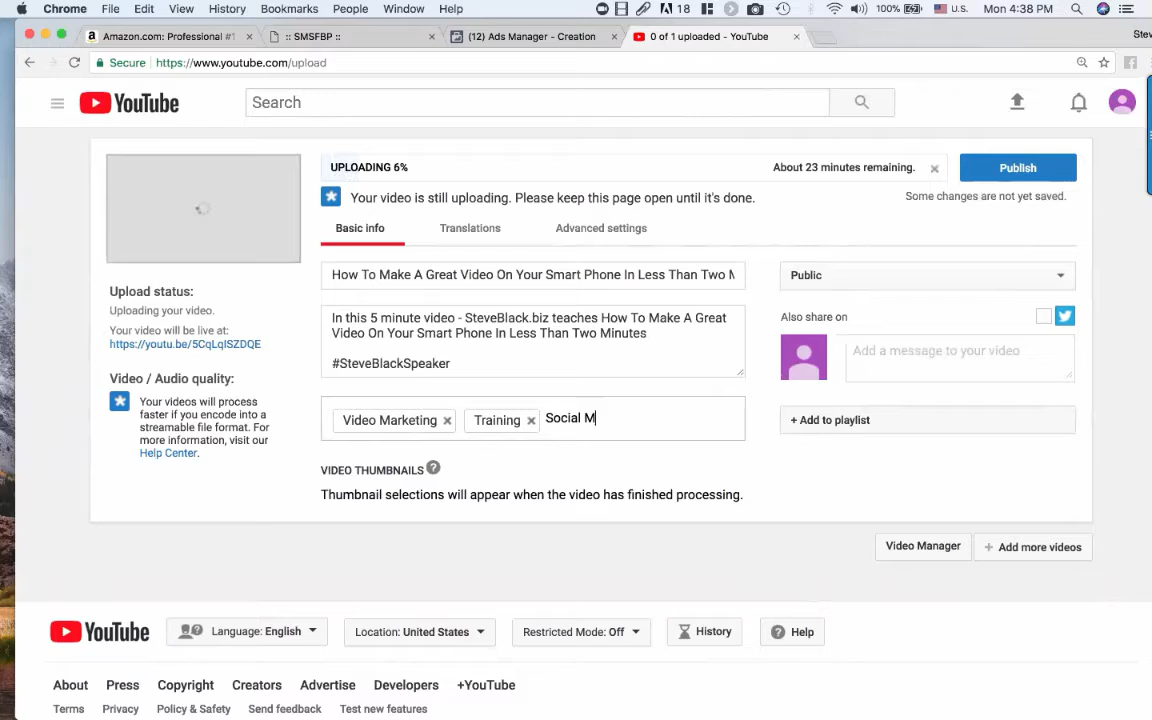 Chrome File Edit View History Bookmarks People Window Help 18 100% U.S. Mon 4:38 PM
Amazon.com: Professional #1 × :: SMSFBP :: × (12) Ads Manager - Creation × 0 of 1 uploaded - YouTube ×
Secure https://www.youtube.com/upload
YouTube Search
UPLOADING 6% About 23 minutes remaining. × Publish
Your video is still uploading. Please keep this page open until it's done. Some changes are not yet saved.
Basic info Translations Advanced settings
How To Make A Great Video On Your Smart Phone In Less Than Two M
Public
Upload status:
Uploading your video.
Your video will be live at:
https://youtu.be/5CqLqISZDQE
In this 5 minute video - SteveBlack.biz teaches How To Make A Great
Video On Your Smart Phone In Less Than Two Minutes
#SteveBlackSpeaker
Also share on
Add a message to your video
Video / Audio quality:
Your videos will process
faster if you encode into a
streamable file format. For
more information, visit our
Help Center.
Video Marketing × Training × Social M
+ Add to playlist
VIDEO THUMBNAILS ?
Thumbnail selections will appear when the video has finished processing.
Video Manager + Add more videos
YouTube Language: English Location: United States Restricted Mode: Off History Help
About Press Copyright Creators Advertise Developers +YouTube
Terms Privacy Policy & Safety Send feedback Test new features